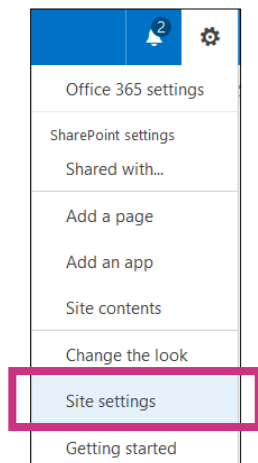 2
Office 365 settings
SharePoint settings
Shared with...
Add a page
Add an app
Site contents
Change the look
Site settings
Getting started